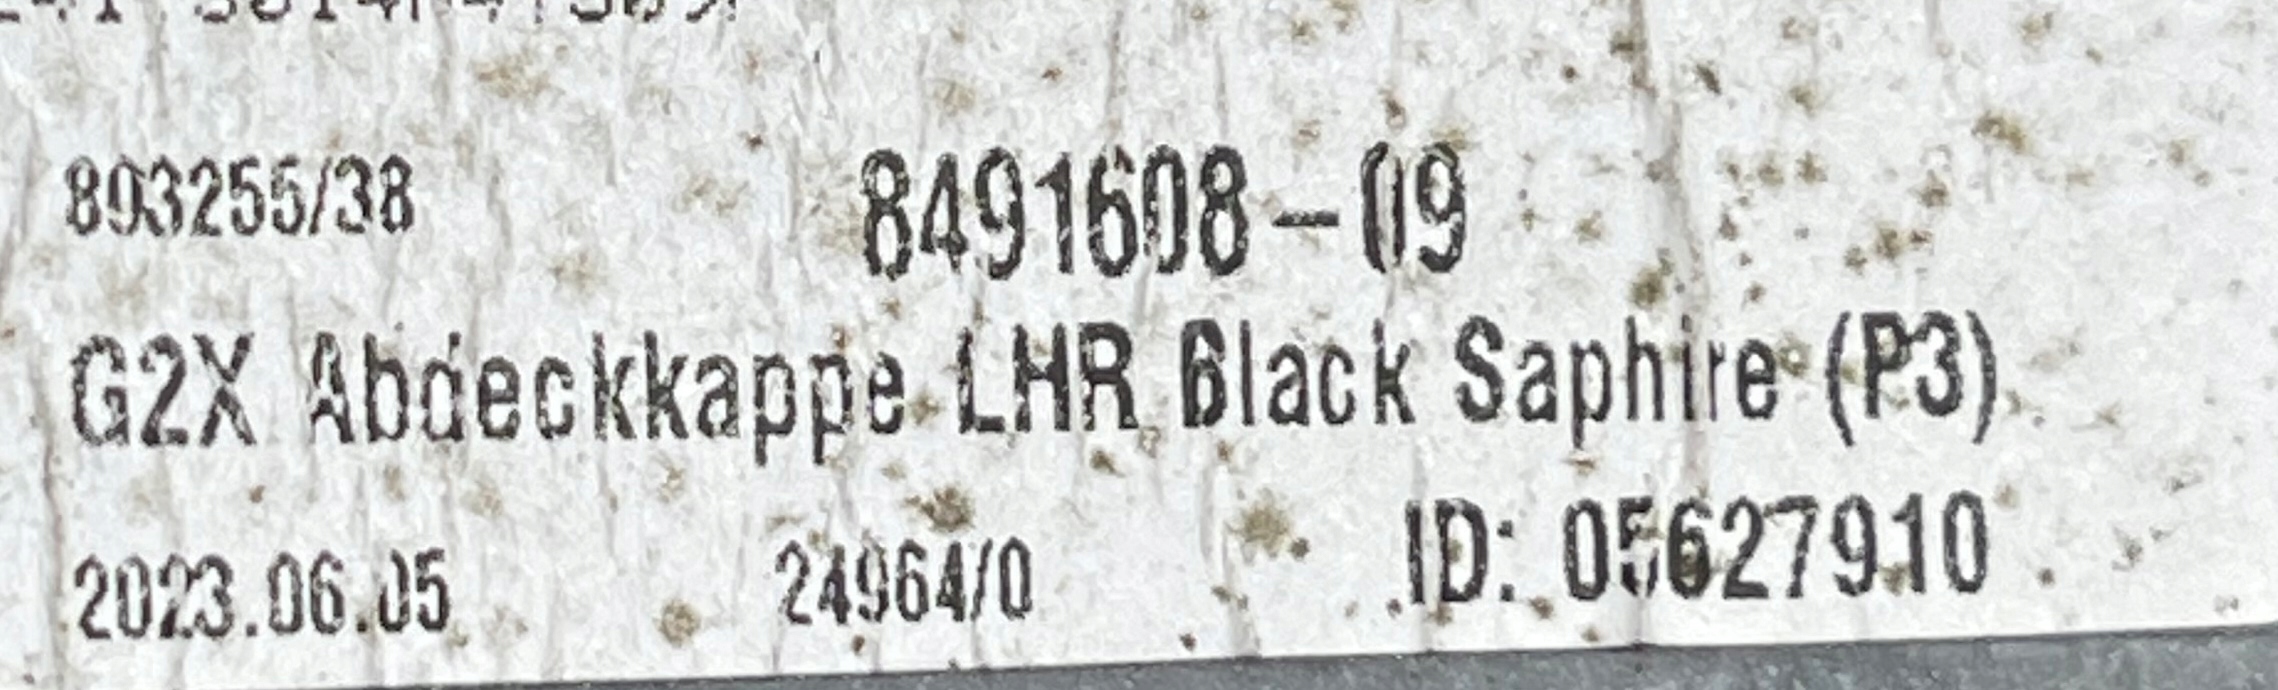 893255/38 8491608-09
G2X Abdeckkappe LHR Black Saphire (P3)
2023.06.05 24964/0 ID: 05627910